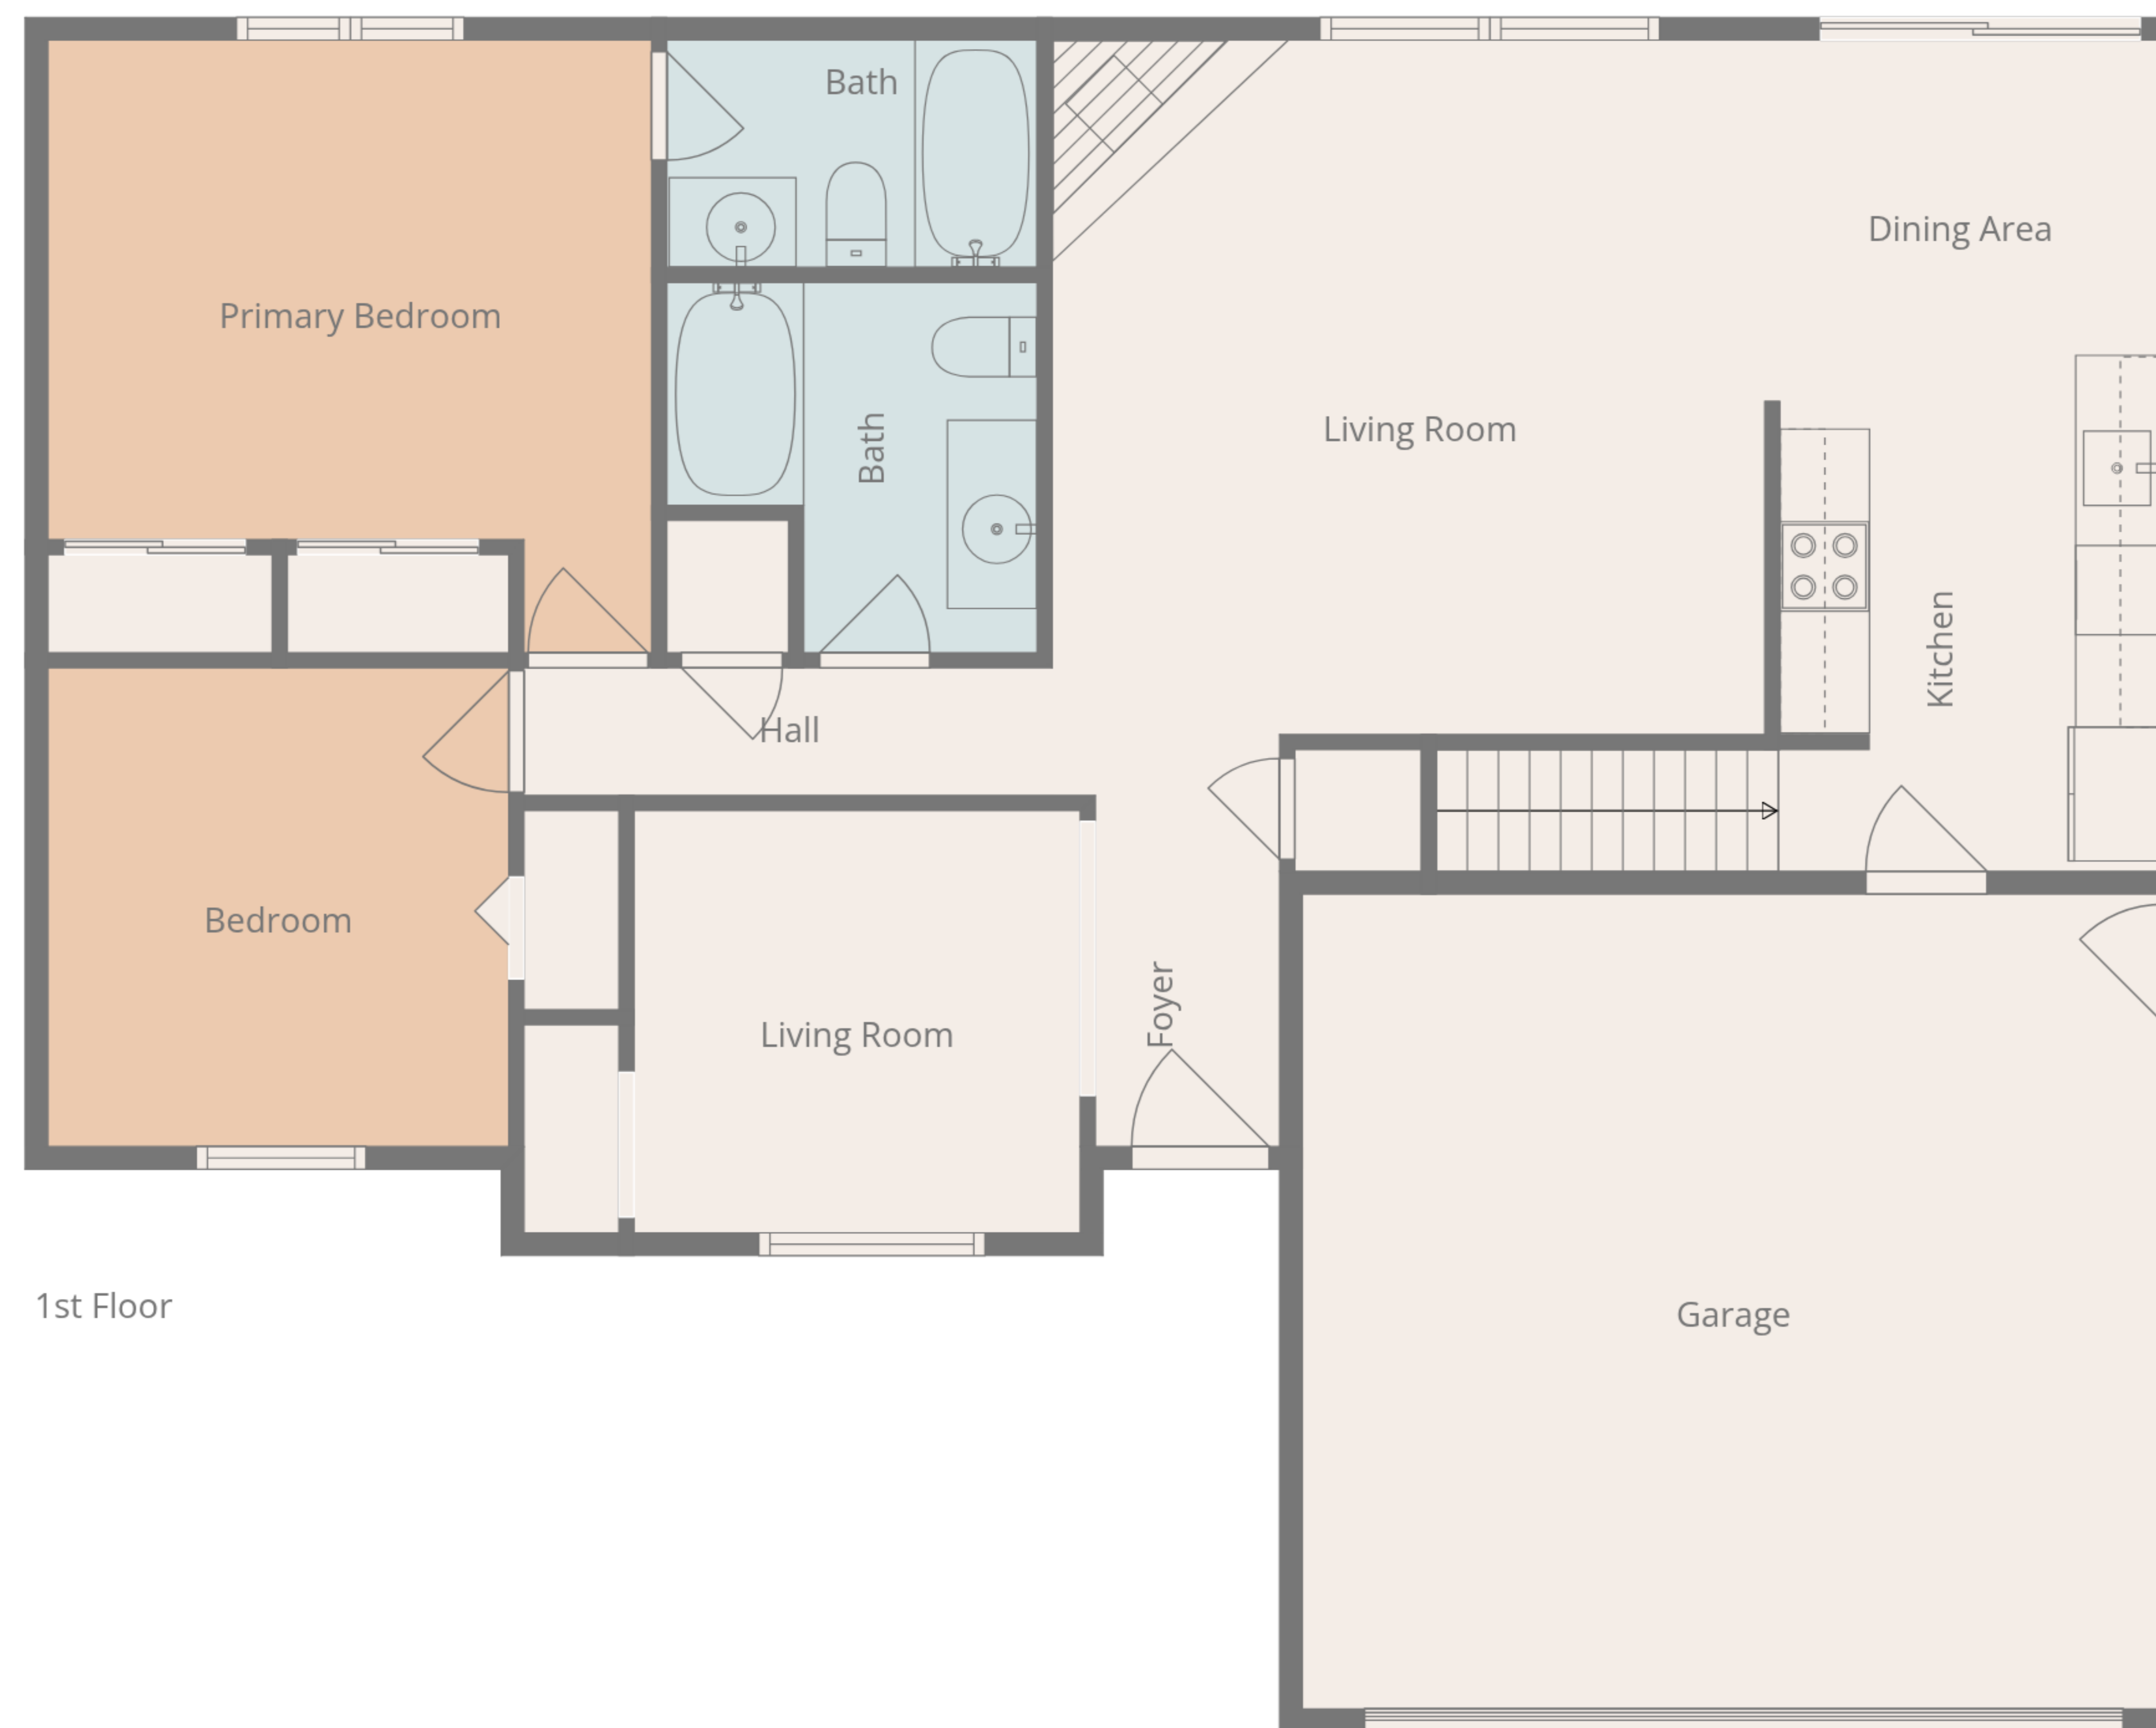 Bath
Dining Area
Primary Bedroom
Living Room
Bath
Kitchen
Hall
Bedroom
Foyer
Living Room
1st Floor
Garage